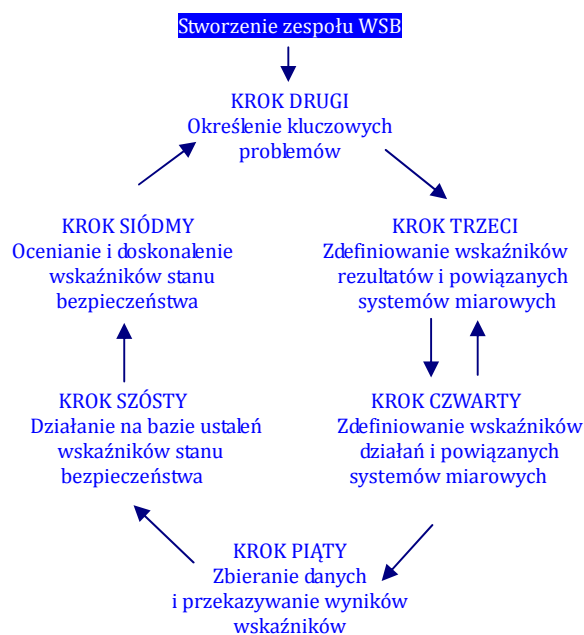 Stworzenie zespołu WSB
KROK DRUGI
Określenie kluczowych
problemów
KROK SIÓDMY
Ocenianie i doskonalenie
wskaźników stanu
bezpieczeństwa
KROK TRZECI
Zdefiniowanie wskaźników
rezultatów i powiązanych
systemów miarowych
KROK SZÓSTY
Działanie na bazie ustaleń
wskaźników stanu
bezpieczeństwa
KROK CZWARTY
Zdefiniowanie wskaźników
działań i powiązanych
systemów miarowych
KROK PIĄTY
Zbieranie danych
i przekazywanie wyników
wskaźników